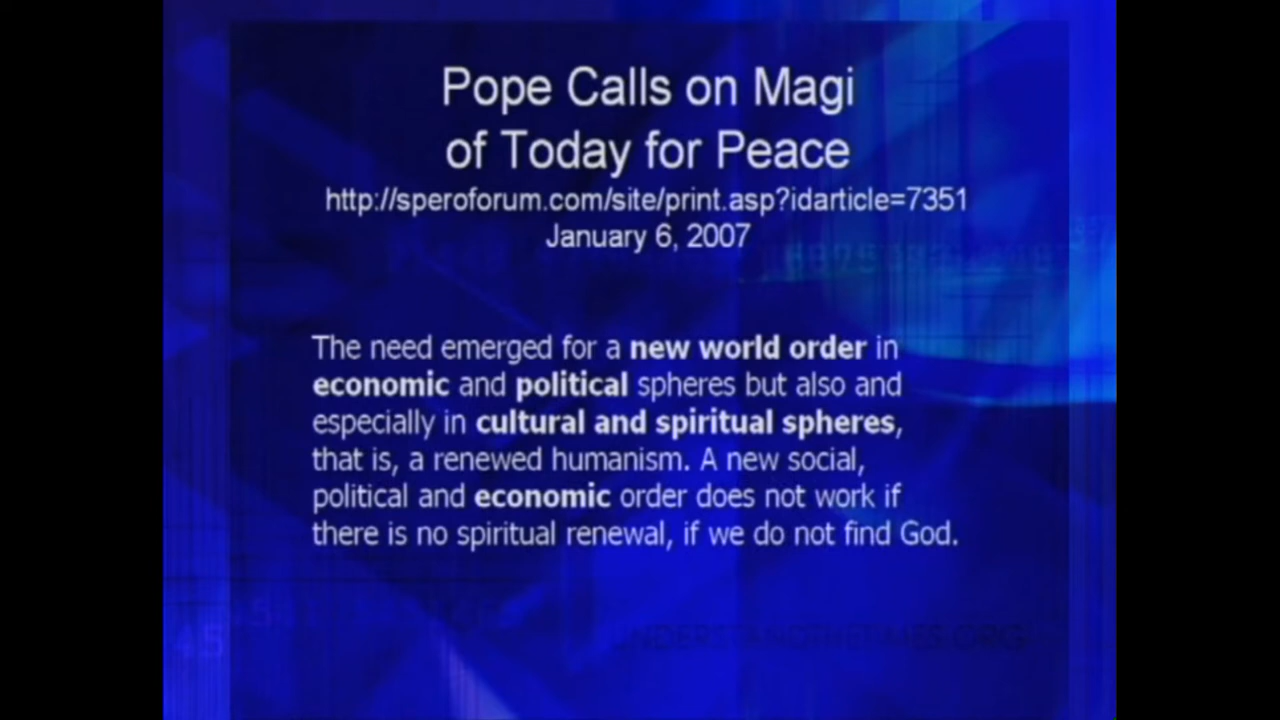 Pope Calls on Magi
of Today for Peace
http://speroforum.com/site/print.asp?idarticle=7351
January 6, 2007
The need emerged for a new world order in
economic and political spheres but also and
especially in cultural and spiritual spheres,
that is, a renewed humanism. A new social,
political and economic order does not work if
there is no spiritual renewal, if we do not find God.
UNDERSTANDTHETIMES.ORG